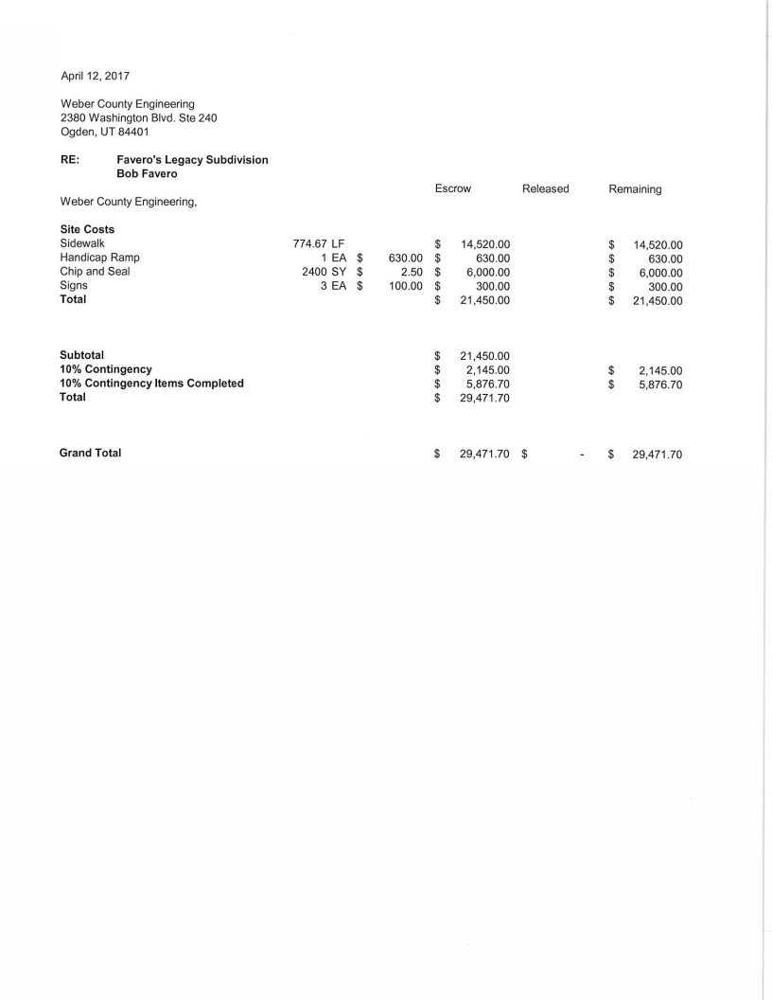 April 12, 2017
Weber County Engineering
2380 Washington Blvd. Ste 240
Ogden, UT 84401
RE: Favero's Legacy Subdivision
Bob Favero
Escrow Released Remaining
Weber County Engineering,
Site Costs
Sidewalk 774.67 LF $ 14,520.00 $ 14,520.00
Handicap Ramp 1 EA $ 630.00 $ 630.00 $ 630.00
Chip and Seal 2400 SY $ 2.50 $ 6,000.00 $ 6,000.00
Signs 3 EA $ 100.00 $ 300.00 $ 300.00
Total $ 21,450.00 $ 21,450.00
Subtotal $ 21,450.00
10% Contingency $ 2,145.00 $ 2,145.00
10% Contingency Items Completed $ 5,876.70 $ 5,876.70
Total $ 29,471.70
Grand Total $ 29,471.70 $ - $ 29,471.70